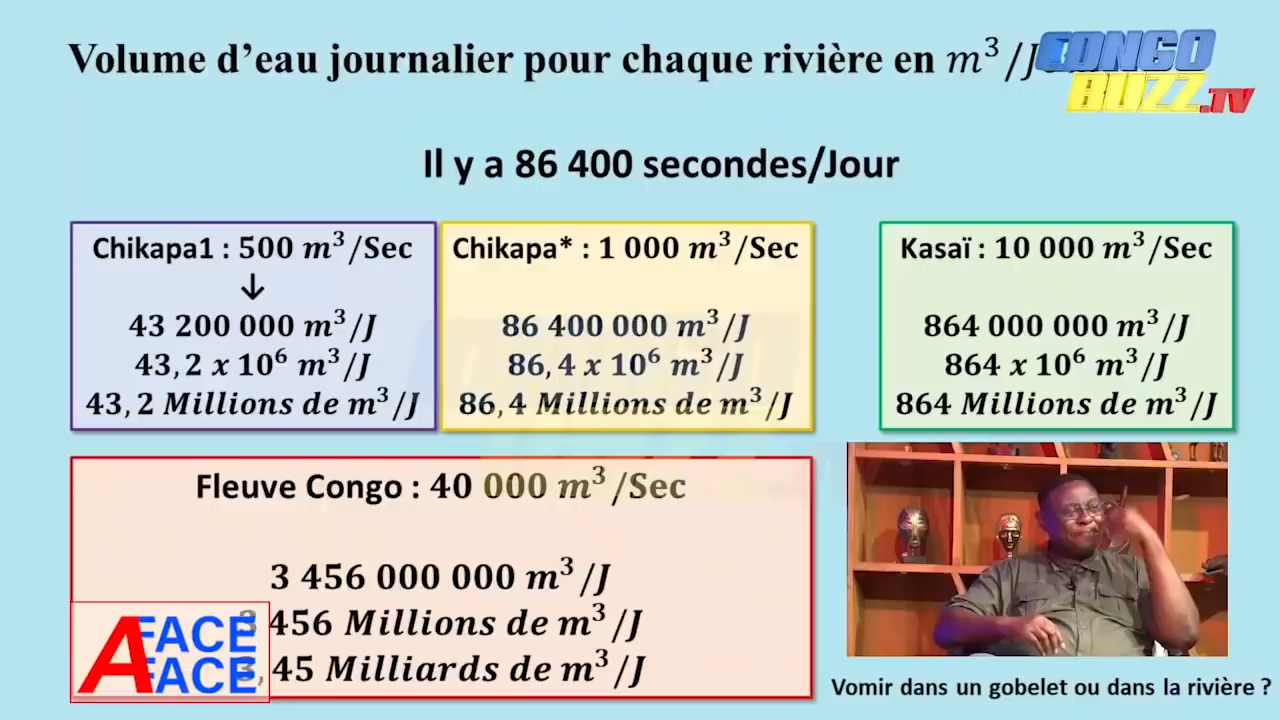 Volume d’eau journalier pour chaque rivière en m³/J
CONGO
BUZZ.TV
Il y a 86 400 secondes/Jour
Chikapa1 : 500 m³/Sec
↓
43 200 000 m³/J
43,2 x 10⁶ m³/J
43,2 Millions de m³/J
Chikapa* : 1 000 m³/Sec
86 400 000 m³/J
86,4 x 10⁶ m³/J
86,4 Millions de m³/J
Kasaï : 10 000 m³/Sec
864 000 000 m³/J
864 x 10⁶ m³/J
864 Millions de m³/J
Fleuve Congo : 40 000 m³/Sec
3 456 000 000 m³/J
3 456 Millions de m³/J
3,45 Milliards de m³/J
A FACE
FACE
Vomir dans un gobelet ou dans la rivière ?